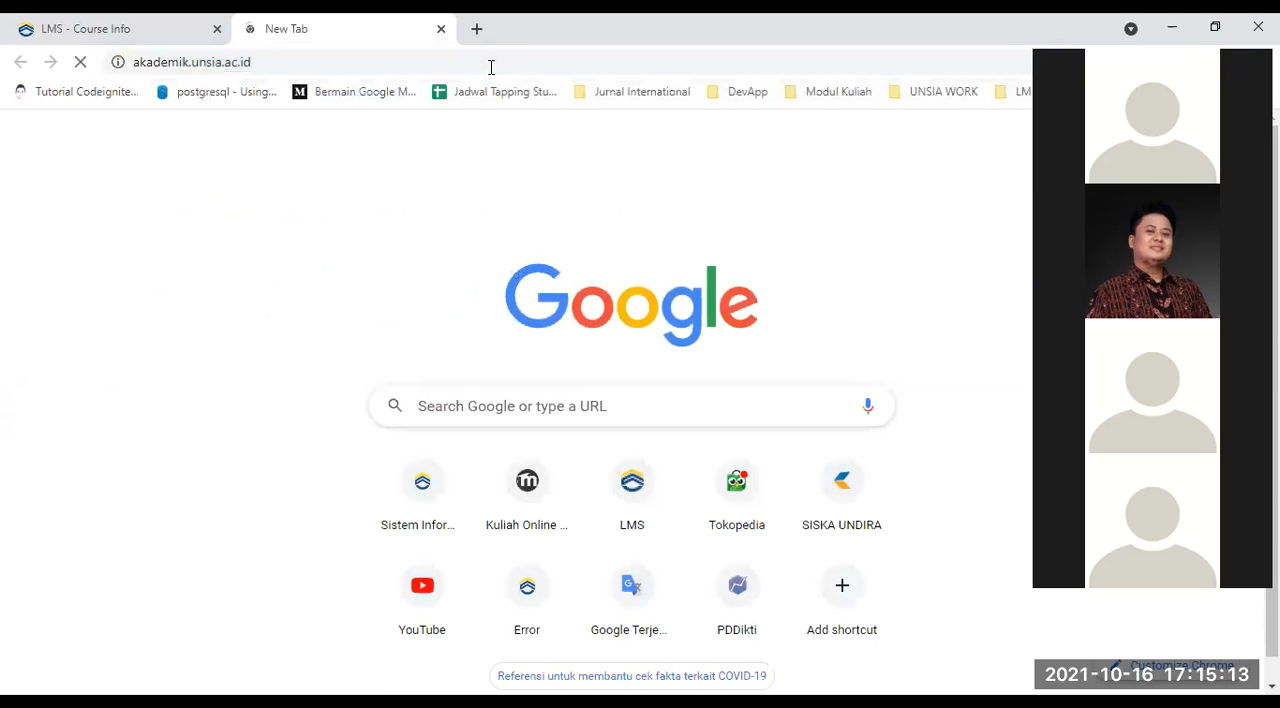 LMS - Course Info
New Tab
akademik.unsia.ac.id
Tutorial Codeignite...
postgresql - Using...
Bermain Google M...
Jadwal Tapping Stu...
Jurnal International
DevApp
Modul Kuliah
UNSIA WORK
LM
Google
Search Google or type a URL
Sistem Infor...
Kuliah Online ...
LMS
Tokopedia
SISKA UNDIRA
YouTube
Error
Google Terje...
PDDikti
Add shortcut
Referensi untuk membantu cek fakta terkait COVID-19
Customize Chrome
2021-10-16 17:15:13